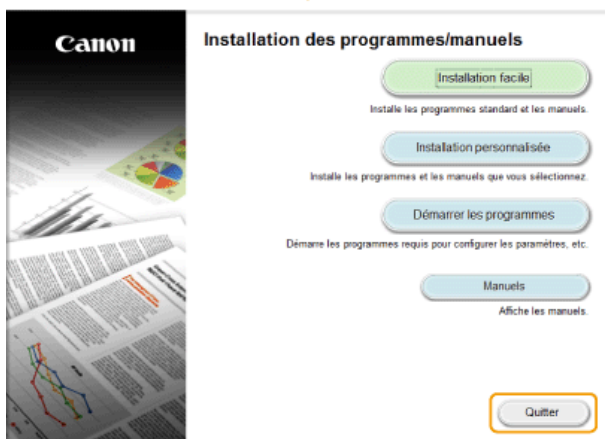 Canon
Installation des programmes/manuels
Installation facile
Installe les programmes standard et les manuels.
Installation personnalisée
Installe les programmes et les manuels que vous sélectionnez.
Démarrer les programmes
Démarre les programmes requis pour configurer les paramètres, etc.
Manuels
Affiche les manuels.
Quitter